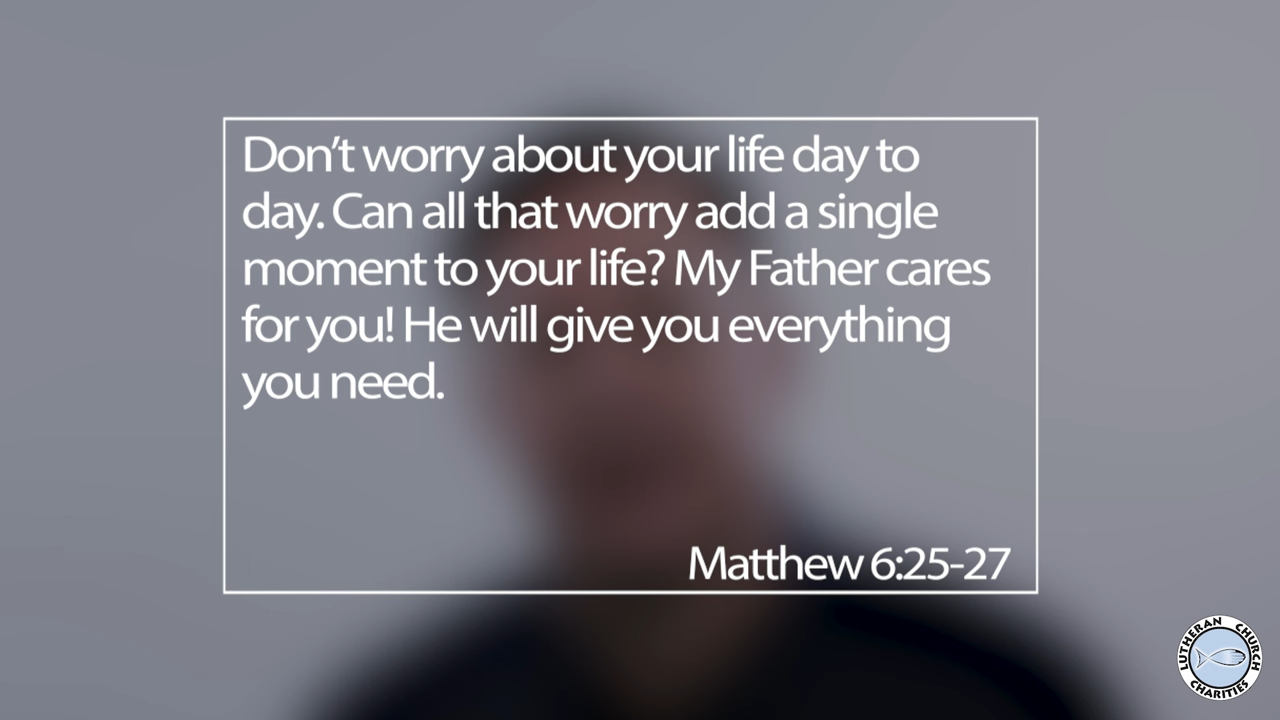 Don't worry about your life day to
day. Can all that worry add a single
moment to your life? My Father cares
for you! He will give you everything
you need.
Matthew 6:25-27
LUTHERAN CHURCH
CHARITIES